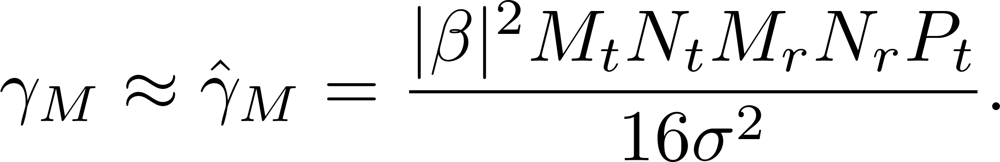 γ_M ≈ \hat{γ}_M = \frac{|β|^2 M_t N_t M_r N_r P_t}{16σ^2}.